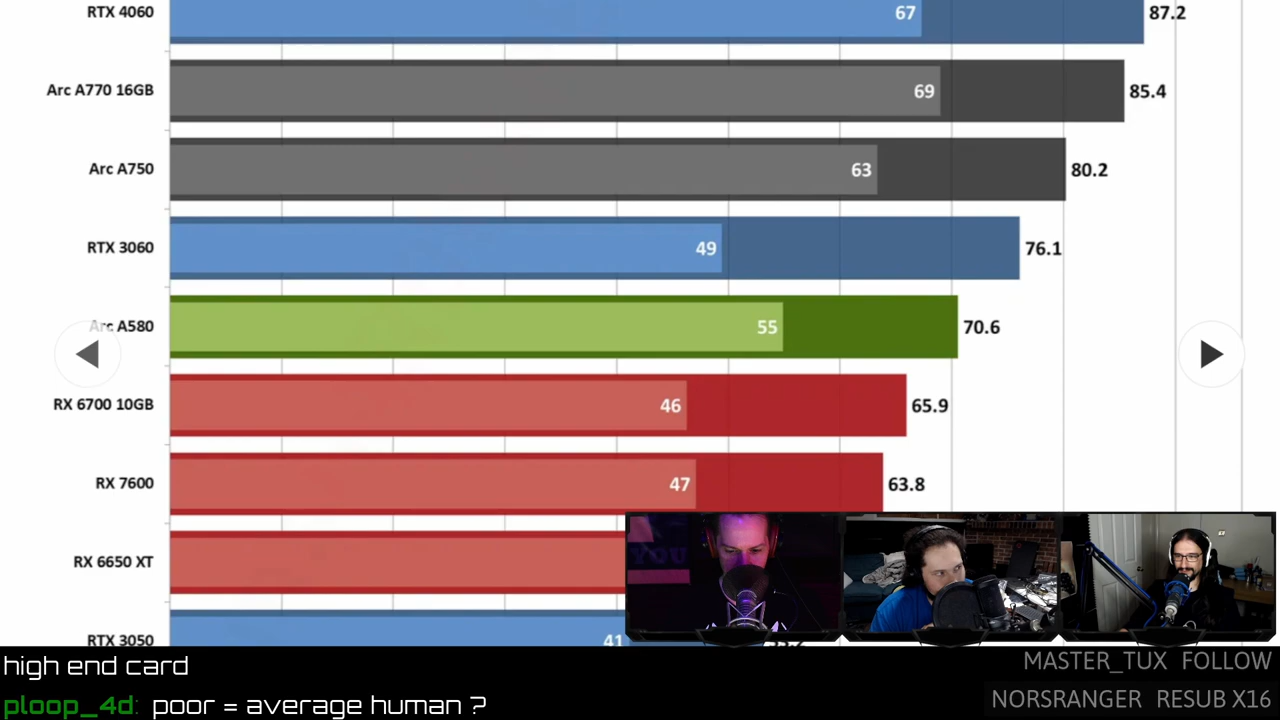 RTX 4060 67 87.2
Arc A770 16GB 69 85.4
Arc A750 63 80.2
RTX 3060 49 76.1
Arc A580 55 70.6
RX 6700 10GB 46 65.9
RX 7600 47 63.8
RX 6650 XT
RTX 3050 41
high end card
MASTER_TUX FOLLOW
ploop_4d: poor = average human ?
NORSRANGER RESUB X16